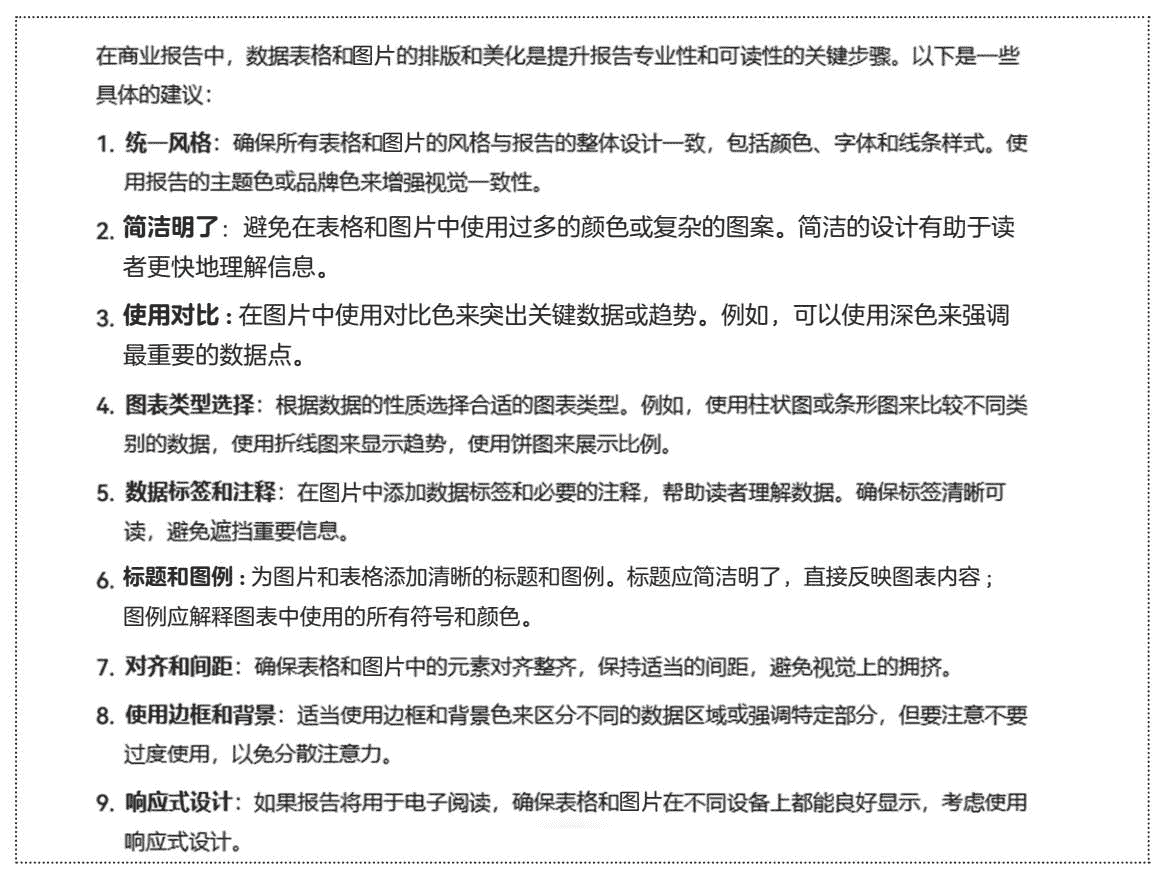 在商业报告中，数据表格和图片的排版和美化是提升报告专业性和可读性的关键步骤。以下是一些
具体的建议：
1. 统一风格：确保所有表格和图片的风格与报告的整体设计一致，包括颜色、字体和线条样式。使
用报告的主题色或品牌色来增强视觉一致性。
2. 简洁明了：避免在表格和图片中使用过多的颜色或复杂的图案。简洁的设计有助于读
者更快地理解信息。
3. 使用对比：在图片中使用对比色来突出关键数据或趋势。例如，可以使用深色来强调
最重要的数据点。
4. 图表类型选择：根据数据的性质选择合适的图表类型。例如，使用柱状图或条形图来比较不同类
别的数据，使用折线图来显示趋势，使用饼图来展示比例。
5. 数据标签和注释：在图片中添加数据标签和必要的注释，帮助读者理解数据。确保标签清晰可
读，避免遮挡重要信息。
6. 标题和图例：为图片和表格添加清晰的标题和图例。标题应简洁明了，直接反映图表内容；
图例应解释图表中使用的所有符号和颜色。
7. 对齐和间距：确保表格和图片中的元素对齐整齐，保持适当的间距，避免视觉上的拥挤。
8. 使用边框和背景：适当使用边框和背景色来区分不同的数据区域或强调特定部分，但要注意不要
过度使用，以免分散注意力。
9. 响应式设计：如果报告将用于电子阅读，确保表格和图片在不同设备上都能良好显示，考虑使用
响应式设计。